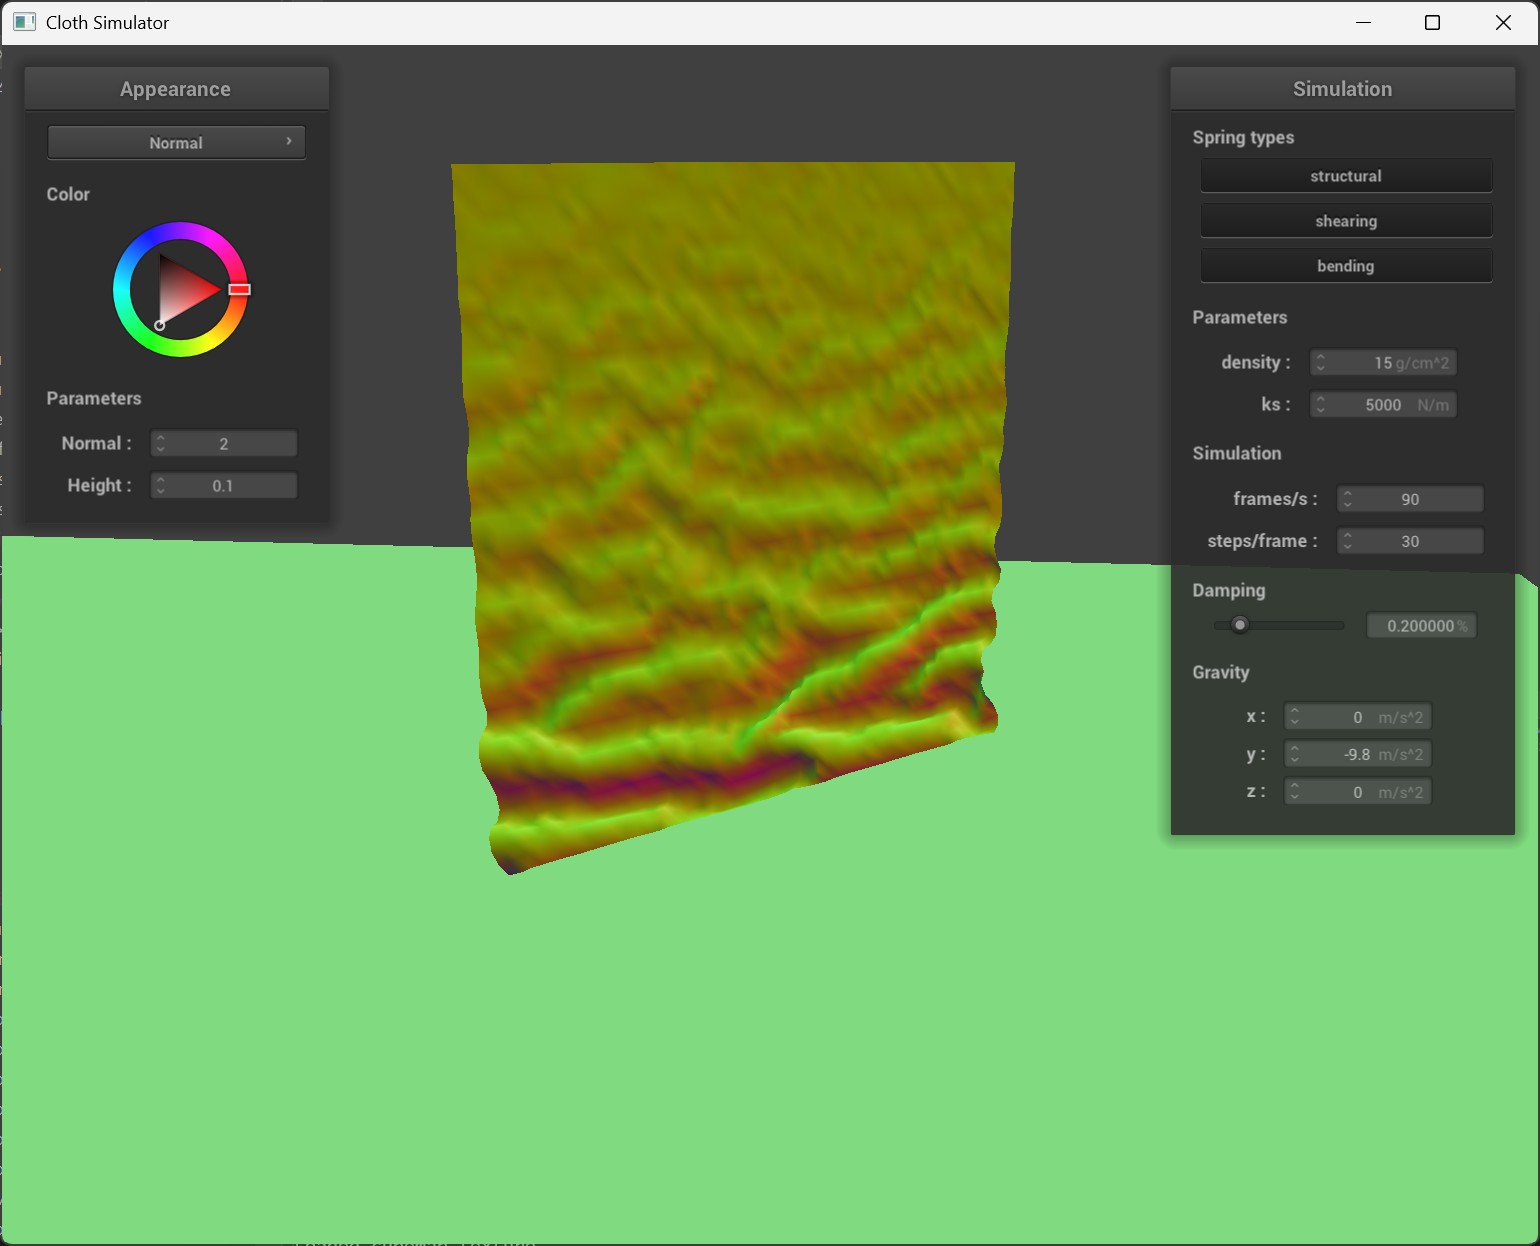 Cloth Simulator
Appearance
Normal
Color
Parameters
Normal : 2
Height : 0.1
Simulation
Spring types
structural
shearing
bending
Parameters
density : 15 g/cm^2
ks : 5000 N/m
Simulation
frames/s : 90
steps/frame : 30
Damping
0.200000 %
Gravity
x : 0 m/s^2
y : -9.8 m/s^2
z : 0 m/s^2